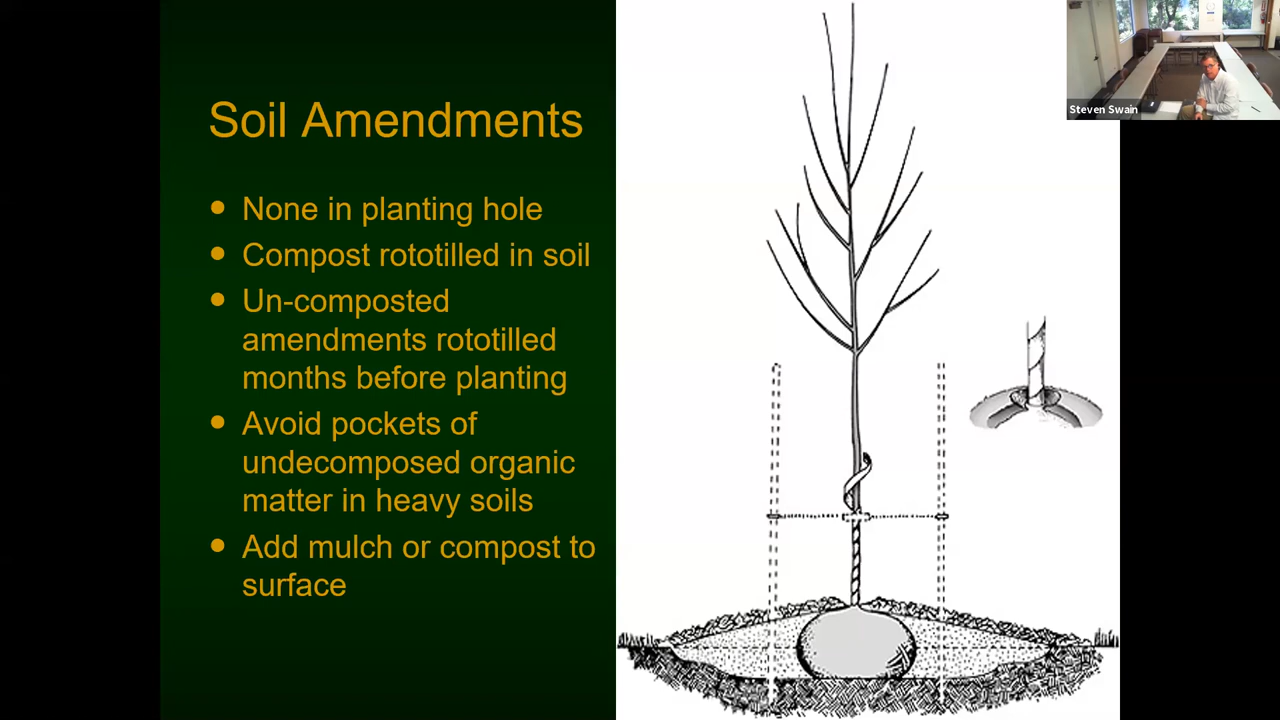 Soil Amendments
None in planting hole
Compost rototilled in soil
Un-composted
amendments rototilled
months before planting
Avoid pockets of
undecomposed organic
matter in heavy soils
Add mulch or compost to
surface
Steven Swain